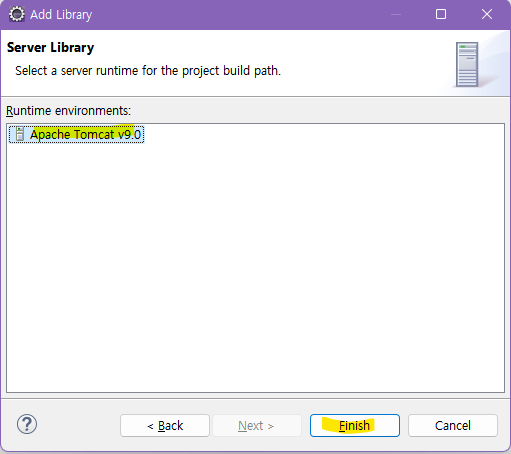 Add Library
Server Library
Select a server runtime for the project build path.
Runtime environments:
Apache Tomcat v9.0
?
< Back
Next >
Finish
Cancel